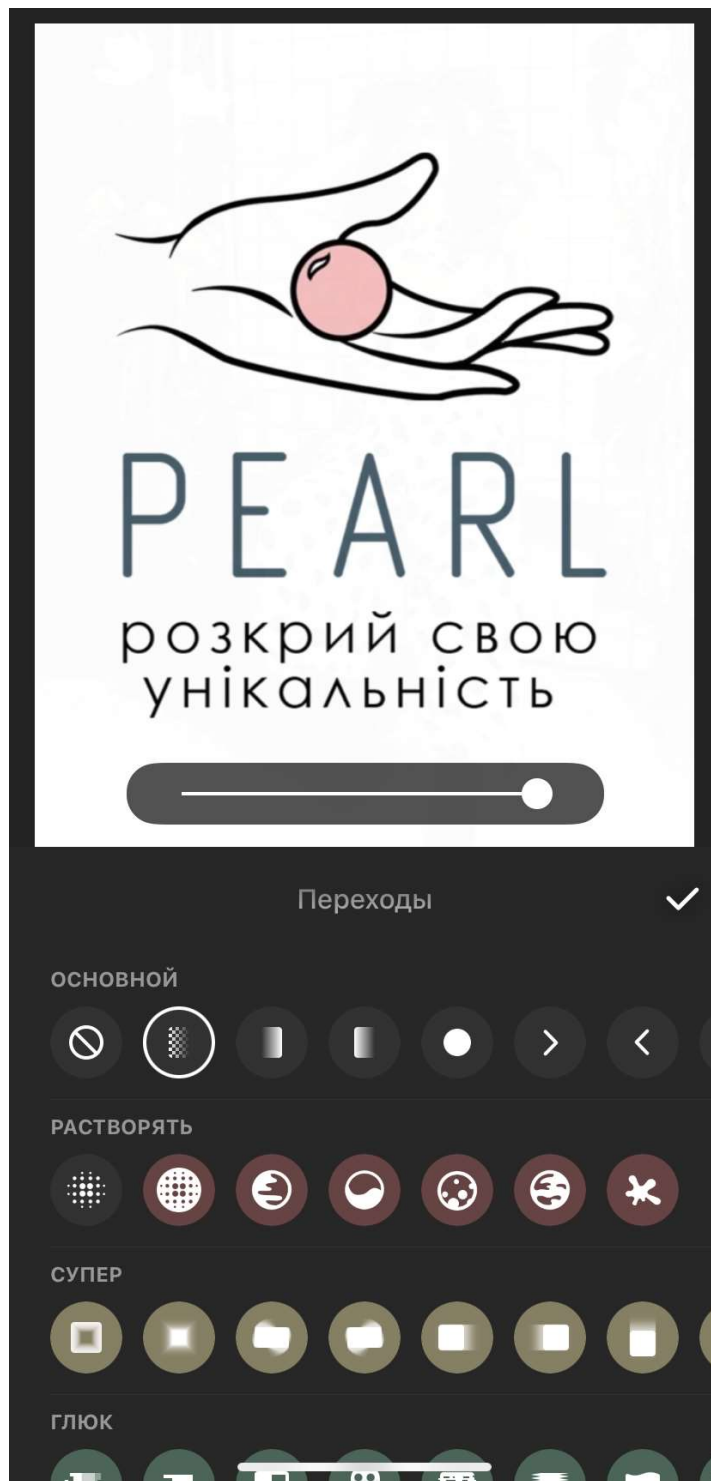 PEARL
розкрий свою
унікальність
Переходы
ОСНОВНОЙ
РАСТВОРЯТЬ
СУПЕР
ГЛЮК